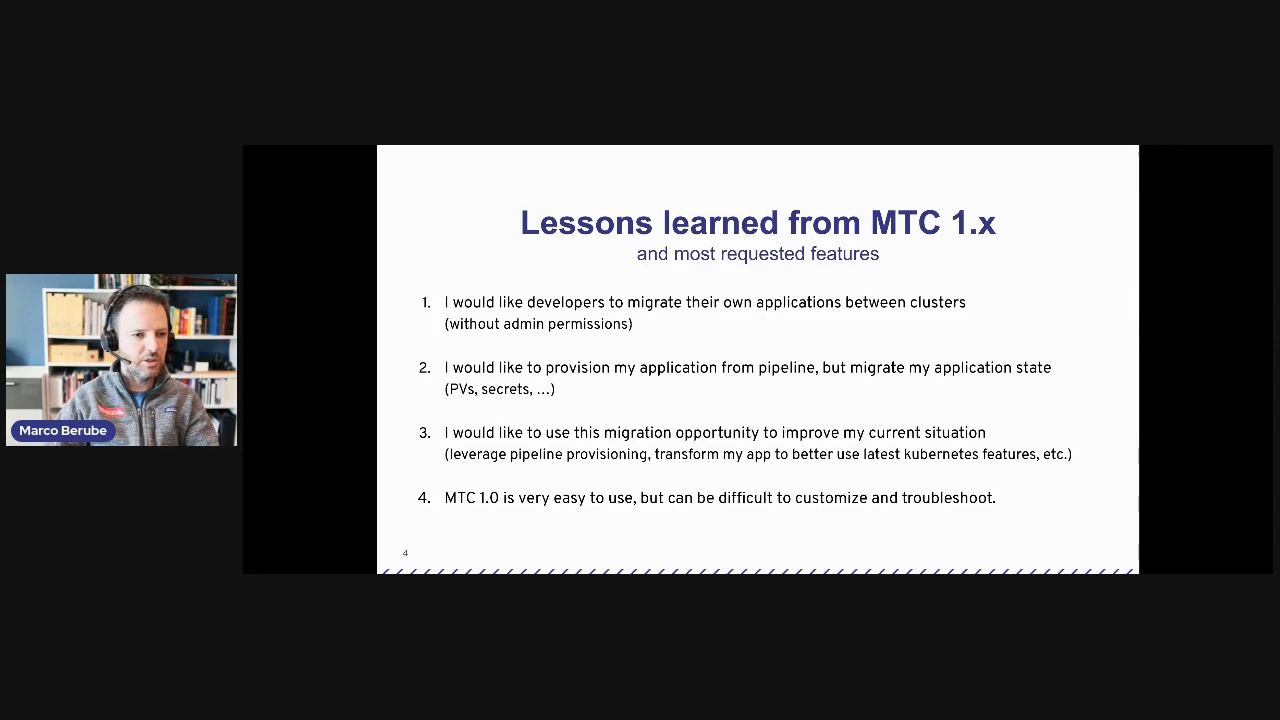 Lessons learned from MTC 1.x
and most requested features
1. I would like developers to migrate their own applications between clusters
(without admin permissions)
2. I would like to provision my application from pipeline, but migrate my application state
(PVs, secrets, …)
3. I would like to use this migration opportunity to improve my current situation
(leverage pipeline provisioning, transform my app to better use latest kubernetes features, etc.)
4. MTC 1.0 is very easy to use, but can be difficult to customize and troubleshoot.
4
Marco Berube